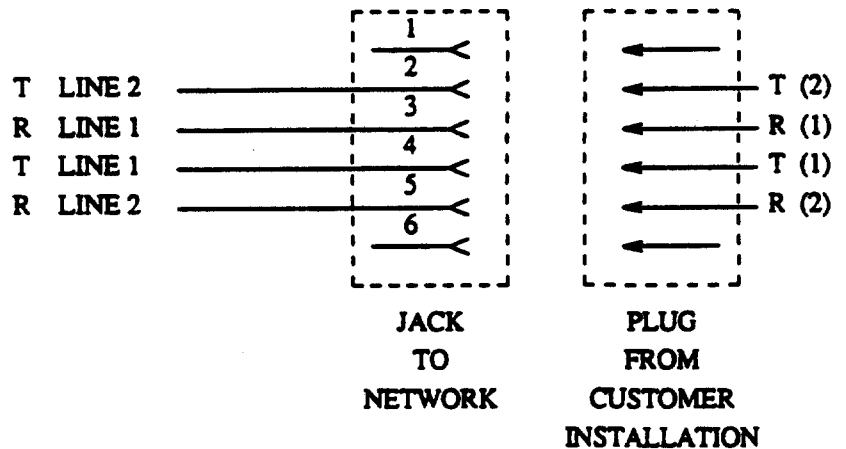 1
2
T LINE 2 T (2)
3
R LINE 1 R (1)
4
T LINE 1 T (1)
5
R LINE 2 R (2)
6
JACK
TO
NETWORK
PLUG
FROM
CUSTOMER
INSTALLATION